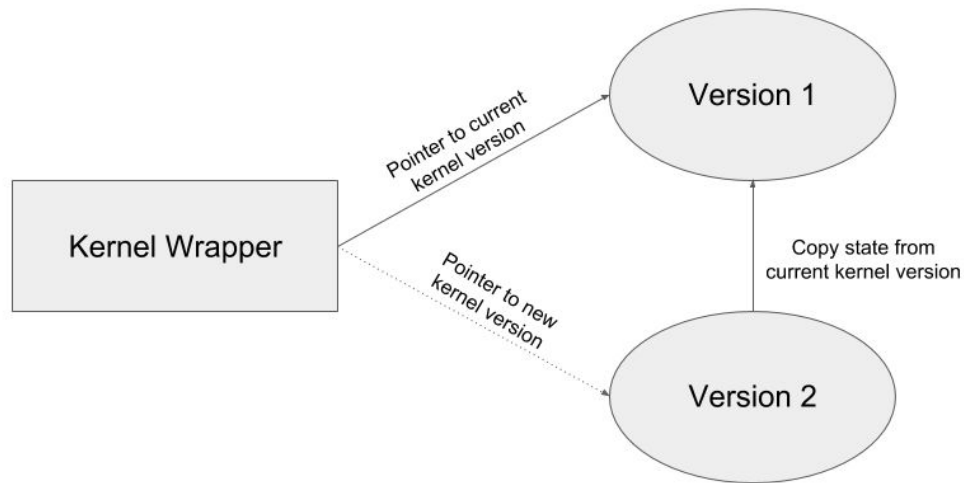 Version 1
Pointer to current
kernel version
Kernel Wrapper
Copy state from
current kernel version
Pointer to new
kernel version
Version 2